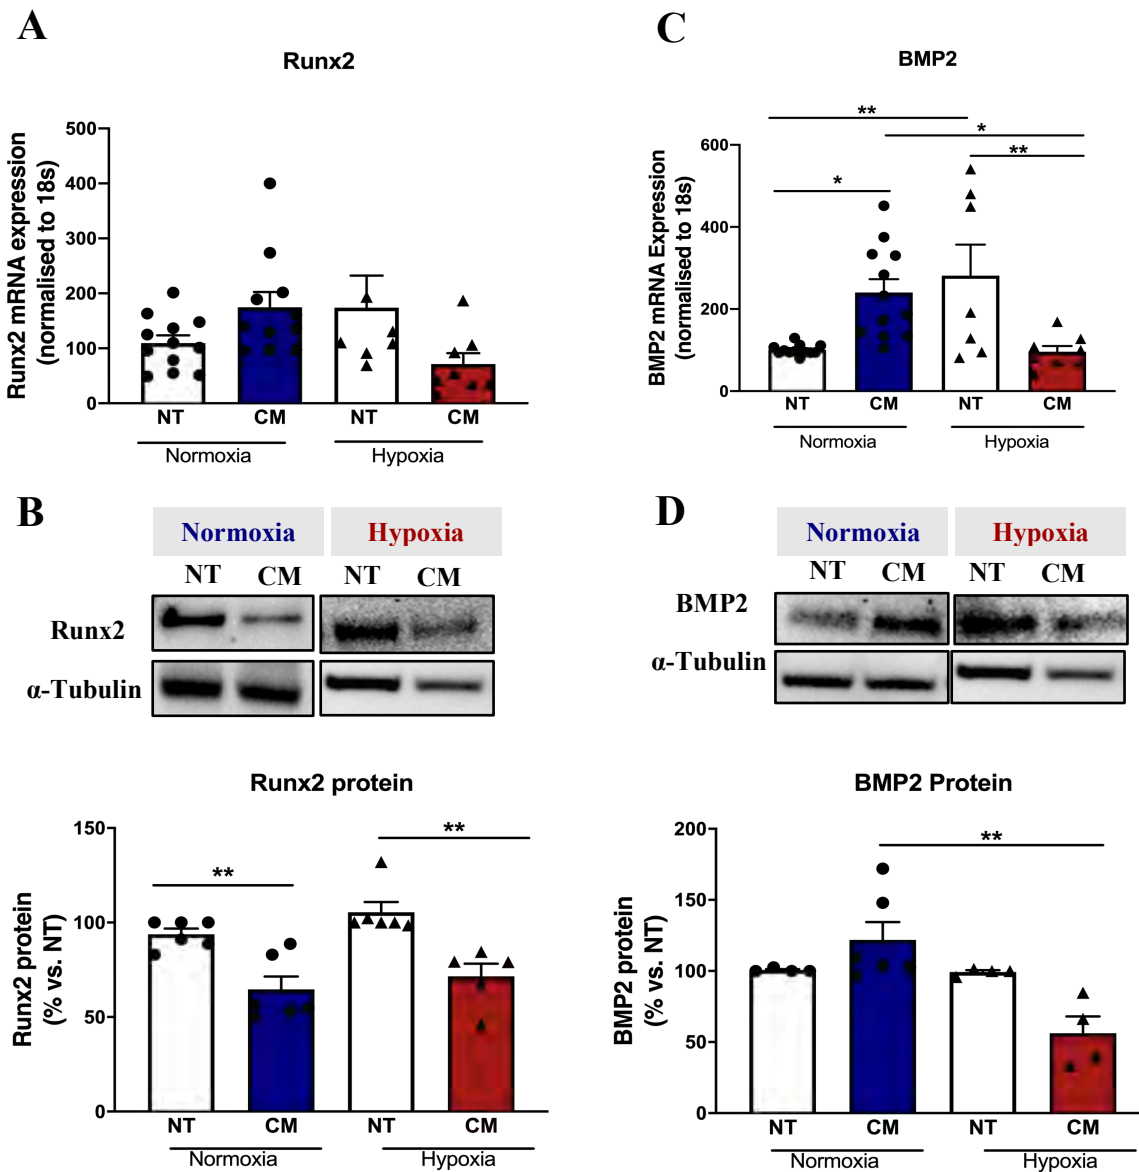 A
Runx2
Runx2 mRNA expression
(normalised to 18s)
500
400
300
200
100
0
NT
CM
NT
CM
Normoxia
Hypoxia
C
BMP2
BMP2 mRNA Expression
(normalised to 18s)
600
400
200
0
**
*
**
*
NT
CM
NT
CM
Normoxia
Hypoxia
B
Normoxia
Hypoxia
NT
CM
NT
CM
Runx2
α-Tubulin
Runx2 protein
Runx2 protein
(% vs. NT)
150
100
50
0
**
**
NT
CM
NT
CM
Normoxia
Hypoxia
D
Normoxia
Hypoxia
NT
CM
NT
CM
BMP2
α-Tubulin
BMP2 Protein
BMP2 protein
(% vs. NT)
200
150
100
50
0
**
NT
CM
NT
CM
Normoxia
Hypoxia